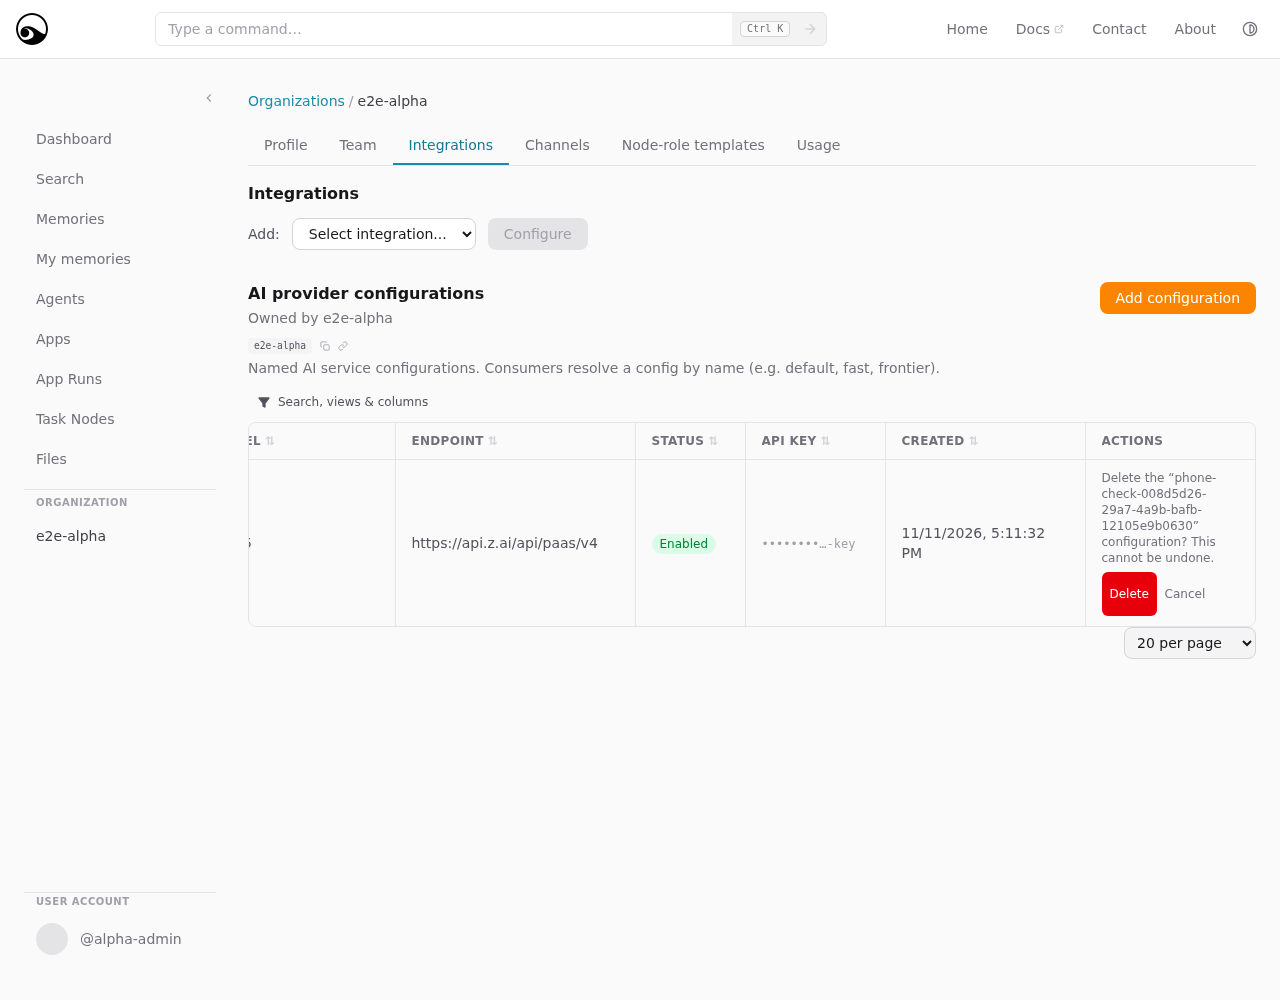 Type a command...
Ctrl K
Home
Docs
Contact
About
Organizations / e2e-alpha
Dashboard
Search
Memories
My memories
Agents
Apps
App Runs
Task Nodes
Files
ORGANIZATION
e2e-alpha
Profile
Team
Integrations
Channels
Node-role templates
Usage
Integrations
Add:
Select integration...
Configure
AI provider configurations
Add configuration
Owned by e2e-alpha
e2e-alpha
Named AI service configurations. Consumers resolve a config by name (e.g. default, fast, frontier).
Search, views & columns
ENDPOINT
STATUS
API KEY
CREATED
ACTIONS
https://api.z.ai/api/paas/v4
Enabled
••••••••…-key
11/11/2026, 5:11:32
PM
Delete the “phone-
check-008d5d26-
29a7-4a9b-bafb-
12105e9b0630”
configuration? This
cannot be undone.
Delete
Cancel
20 per page
USER ACCOUNT
@alpha-admin